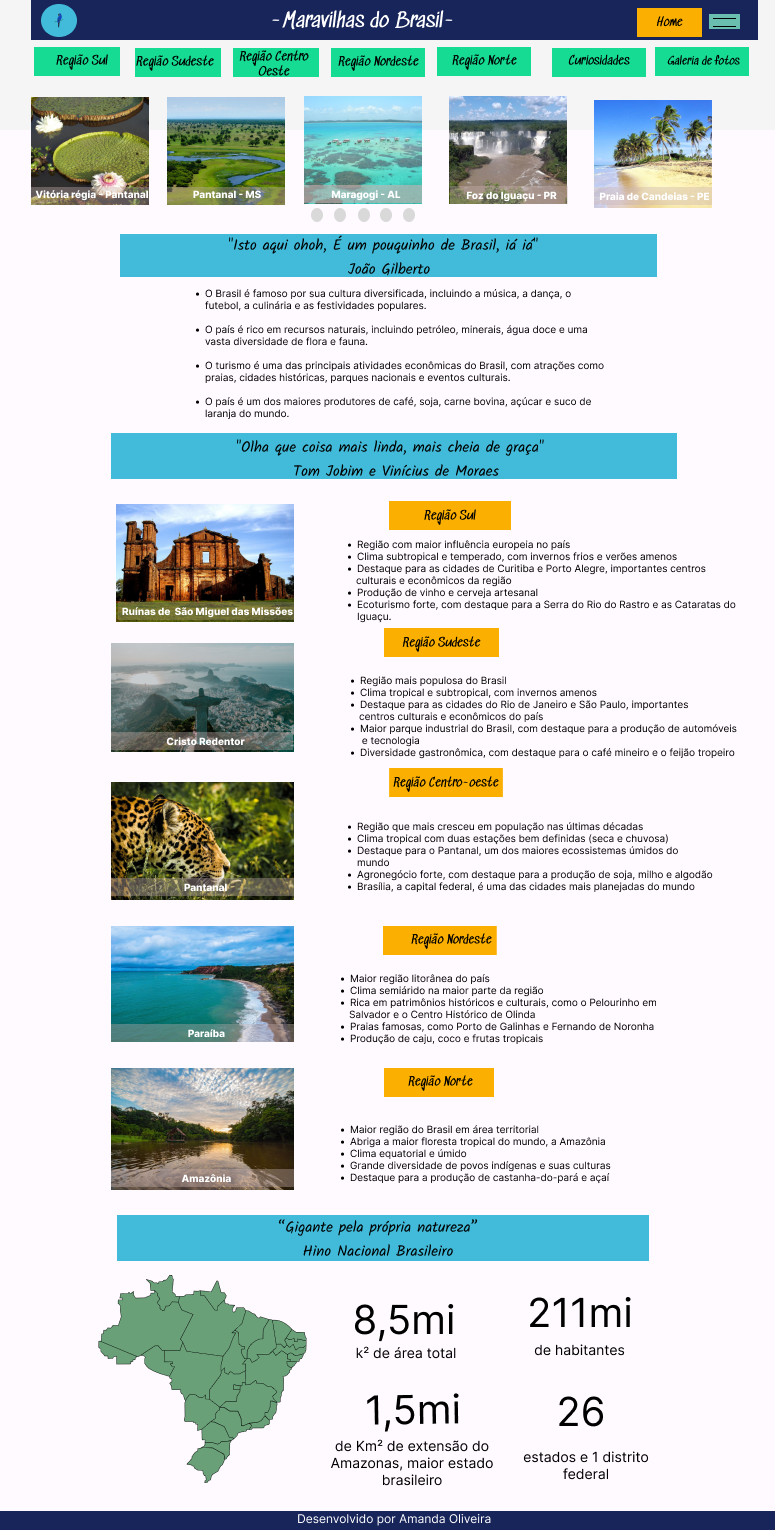 -Maravilhas do Brasil-
Home
Região Sul
Região Sudeste
Região Centro
Oeste
Região Nordeste
Região Norte
Curiosidades
Galeria de fotos
Vitória régia - Pantanal
Pantanal - MS
Maragogi - AL
Foz do Iguaçu - PR
Praia de Candeias - PE
"Isto aqui ohoh, É um pouquinho de Brasil, iá iá"
João Gilberto
• O Brasil é famoso por sua cultura diversificada, incluindo a música, a dança, o
futebol, a culinária e as festividades populares.
• O país é rico em recursos naturais, incluindo petróleo, minerais, água doce e uma
vasta diversidade de flora e fauna.
• O turismo é uma das principais atividades econômicas do Brasil, com atrações como
praias, cidades históricas, parques nacionais e eventos culturais.
• O país é um dos maiores produtores de café, soja, carne bovina, açúcar e suco de
laranja do mundo.
"Olha que coisa mais linda, mais cheia de graça"
Tom Jobim e Vinícius de Moraes
Ruínas de São Miguel das Missões
Região Sul
• Região com maior influência europeia no país
• Clima subtropical e temperado, com invernos frios e verões amenos
• Destaque para as cidades de Curitiba e Porto Alegre, importantes centros
culturais e econômicos da região
• Produção de vinho e cerveja artesanal
• Ecoturismo forte, com destaque para a Serra do Rio do Rastro e as Cataratas do
Iguaçu.
Cristo Redentor
Região Sudeste
• Região mais populosa do Brasil
• Clima tropical e subtropical, com invernos amenos
• Destaque para as cidades do Rio de Janeiro e São Paulo, importantes
centros culturais e econômicos do país
• Maior parque industrial do Brasil, com destaque para a produção de automóveis
e tecnologia
• Diversidade gastronômica, com destaque para o café mineiro e o feijão tropeiro
Pantanal
Região Centro-oeste
• Região que mais cresceu em população nas últimas décadas
• Clima tropical com duas estações bem definidas (seca e chuvosa)
• Destaque para o Pantanal, um dos maiores ecossistemas úmidos do
mundo
• Agronegócio forte, com destaque para a produção de soja, milho e algodão
• Brasília, a capital federal, é uma das cidades mais planejadas do mundo
Paraíba
Região Nordeste
• Maior região litorânea do país
• Clima semiárido na maior parte da região
• Rica em patrimônios históricos e culturais, como o Pelourinho em
Salvador e o Centro Histórico de Olinda
• Praias famosas, como Porto de Galinhas e Fernando de Noronha
• Produção de caju, coco e frutas tropicais
Amazônia
Região Norte
• Maior região do Brasil em área territorial
• Abriga a maior floresta tropical do mundo, a Amazônia
• Clima equatorial e úmido
• Grande diversidade de povos indígenas e suas culturas
• Destaque para a produção de castanha-do-pará e açaí
“Gigante pela própria natureza”
Hino Nacional Brasileiro
8,5mi
k² de área total
211mi
de habitantes
1,5mi
de Km² de extensão do
Amazonas, maior estado
brasileiro
26
estados e 1 distrito
federal
Desenvolvido por Amanda Oliveira